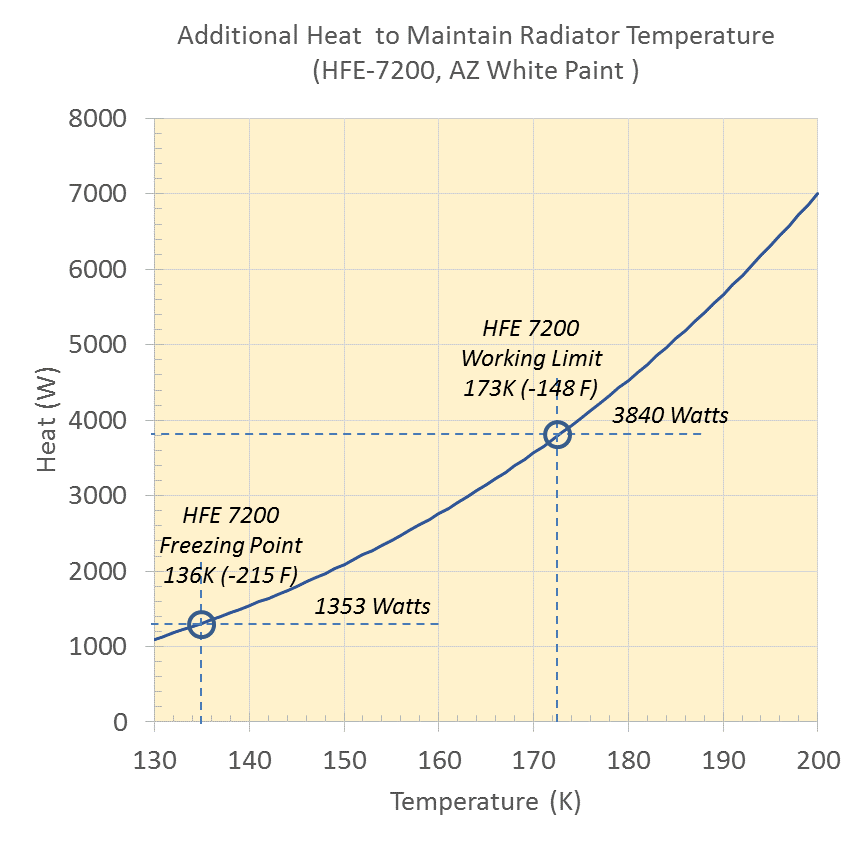 Additional Heat  to Maintain Radiator Temperature
(HFE-7200, AZ White Paint )
8000
7000
6000
5000
4000
3000
2000
1000
0
Heat (W)
HFE 7200
Working Limit
173K (-148 F)
3840 Watts
HFE 7200
Freezing Point
136K (-215 F)
1353 Watts
130 140 150 160 170 180 190 200
Temperature (K)